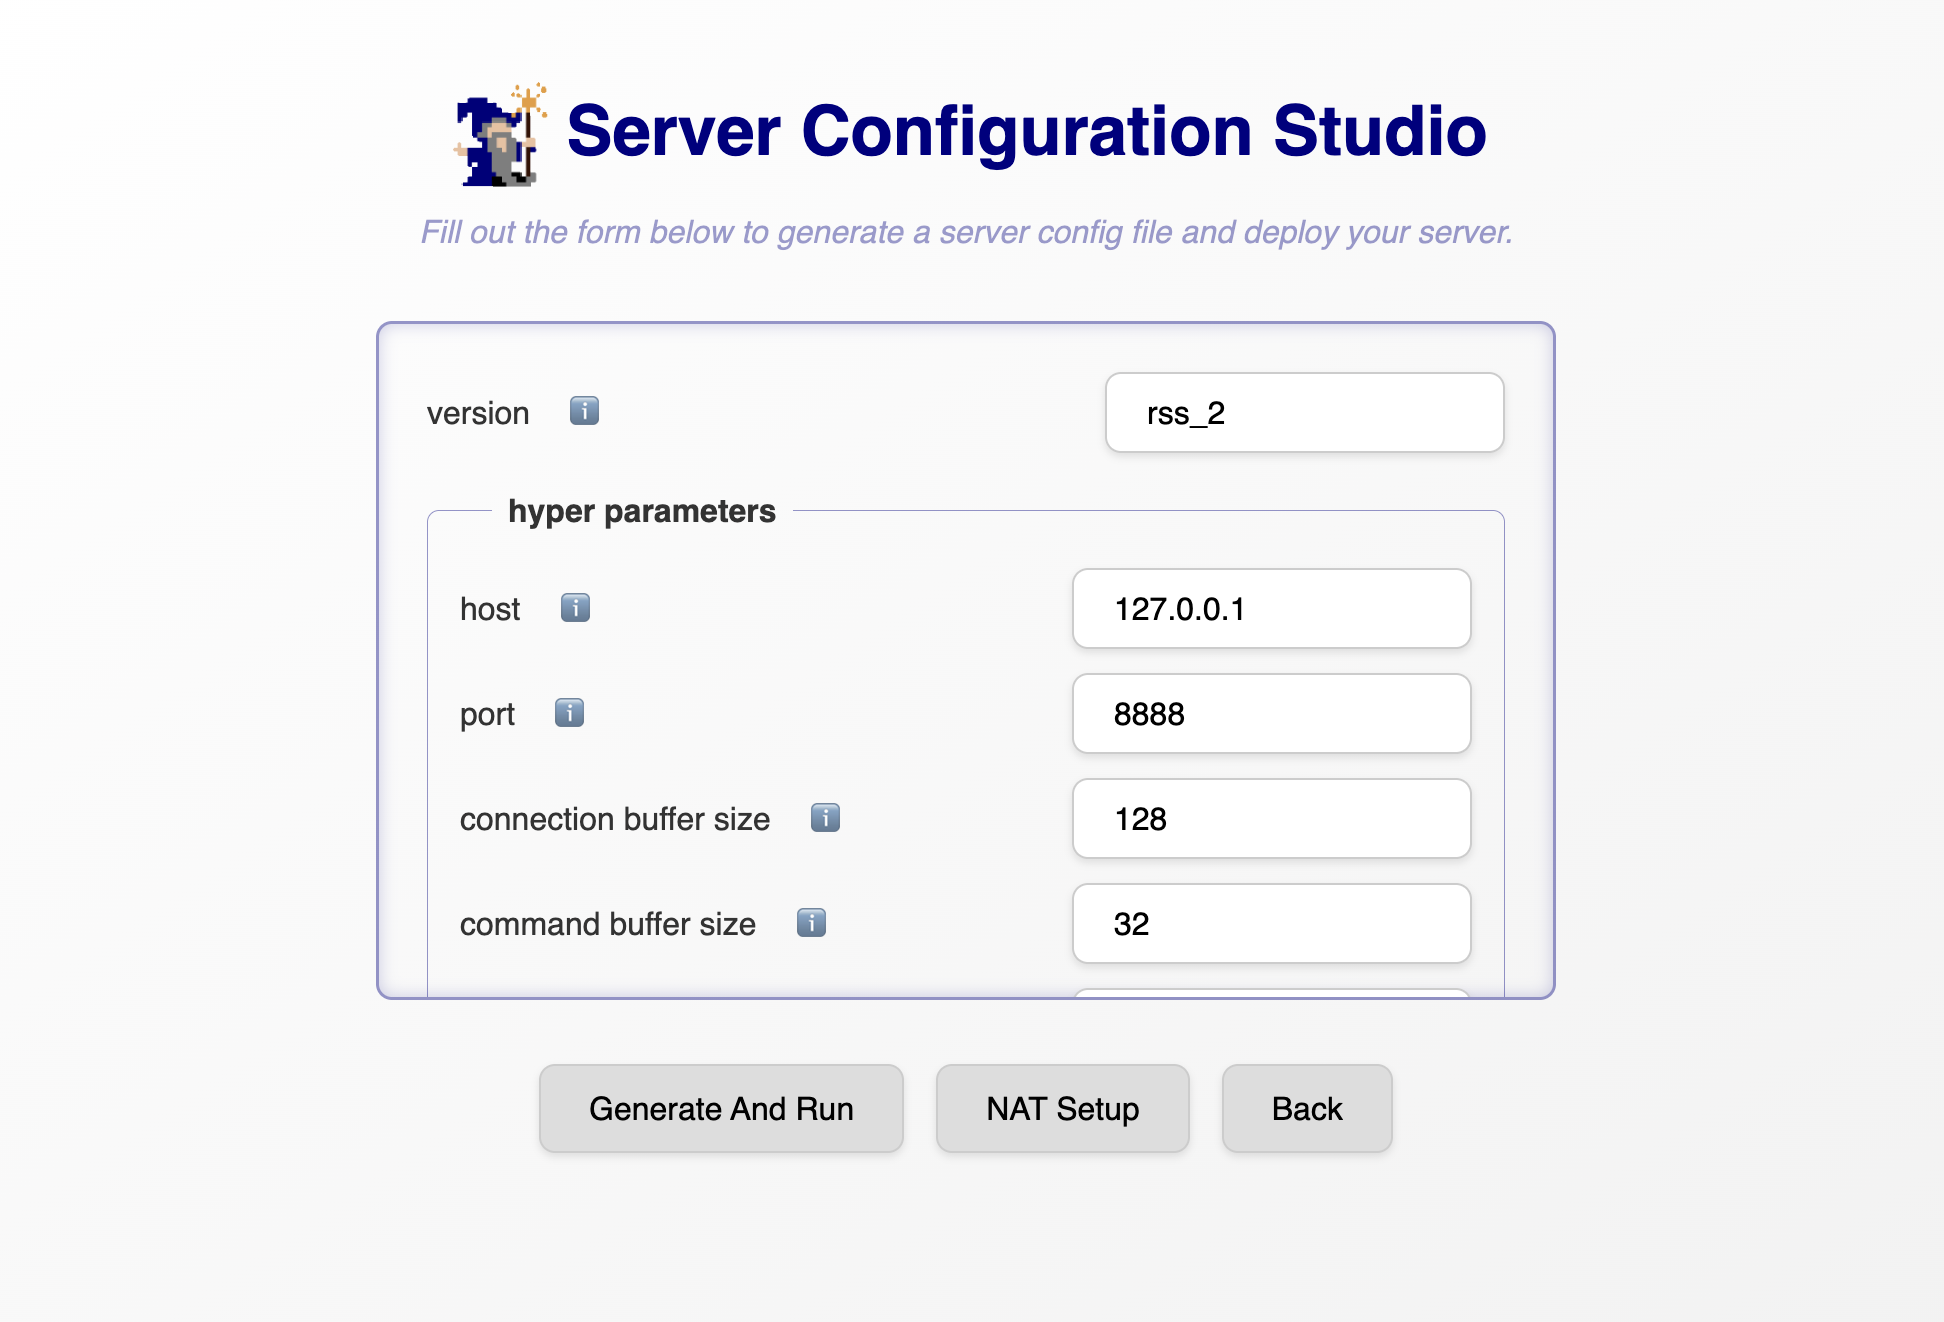 Server Configuration Studio
Fill out the form below to generate a server config file and deploy your server.
version i rss_2
hyper parameters
host i 127.0.0.1
port i 8888
connection buffer size i 128
command buffer size i 32
Generate And Run NAT Setup Back